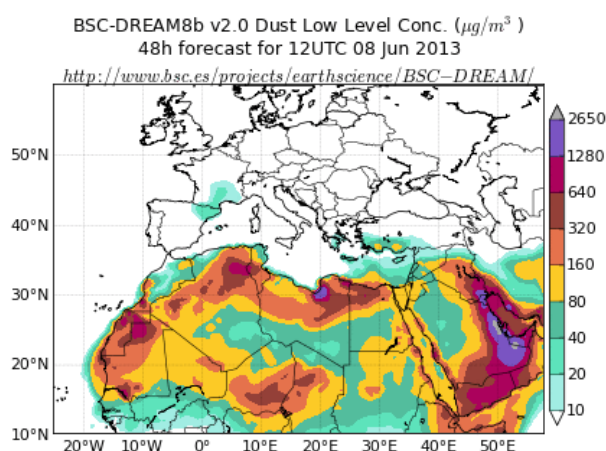 BSC-DREAM8b v2.0 Dust Low Level Conc. (μg/m³ )
48h forecast for 12UTC 08 Jun 2013
http://www.bsc.es/projects/earthscience/BSC−DREAM/
50°N
40°N
30°N
20°N
10°N
20°W
10°W
0°
10°E
20°E
30°E
40°E
50°E
2650
1280
640
320
160
80
40
20
10